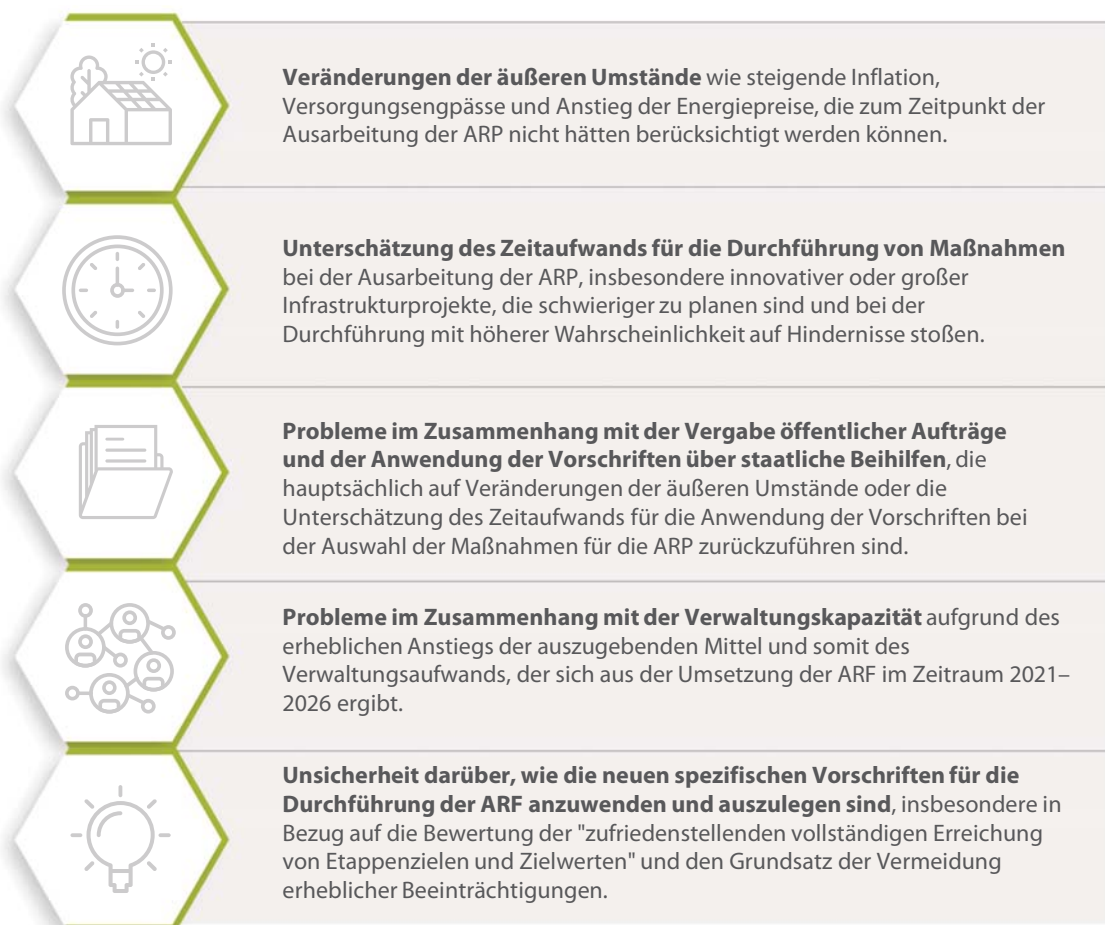 Veränderungen der äußeren Umstände wie steigende Inflation,
Versorgungsengpässe und Anstieg der Energiepreise, die zum Zeitpunkt der
Ausarbeitung der ARP nicht hätten berücksichtigt werden können.
Unterschätzung des Zeitaufwands für die Durchführung von Maßnahmen
bei der Ausarbeitung der ARP, insbesondere innovativer oder großer
Infrastrukturprojekte, die schwieriger zu planen sind und bei der
Durchführung mit höherer Wahrscheinlichkeit auf Hindernisse stoßen.
Probleme im Zusammenhang mit der Vergabe öffentlicher Aufträge
und der Anwendung der Vorschriften über staatliche Beihilfen, die
hauptsächlich auf Veränderungen der äußeren Umstände oder die
Unterschätzung des Zeitaufwands für die Anwendung der Vorschriften bei
der Auswahl der Maßnahmen für die ARP zurückzuführen sind.
Probleme im Zusammenhang mit der Verwaltungskapazität aufgrund des
erheblichen Anstiegs der auszugebenden Mittel und somit des
Verwaltungsaufwands, der sich aus der Umsetzung der ARF im Zeitraum 2021–
2026 ergibt.
Unsicherheit darüber, wie die neuen spezifischen Vorschriften für die
Durchführung der ARF anzuwenden und auszulegen sind, insbesondere in
Bezug auf die Bewertung der "zufriedenstellenden vollständigen Erreichung
von Etappenzielen und Zielwerten" und den Grundsatz der Vermeidung
erheblicher Beeinträchtigungen.